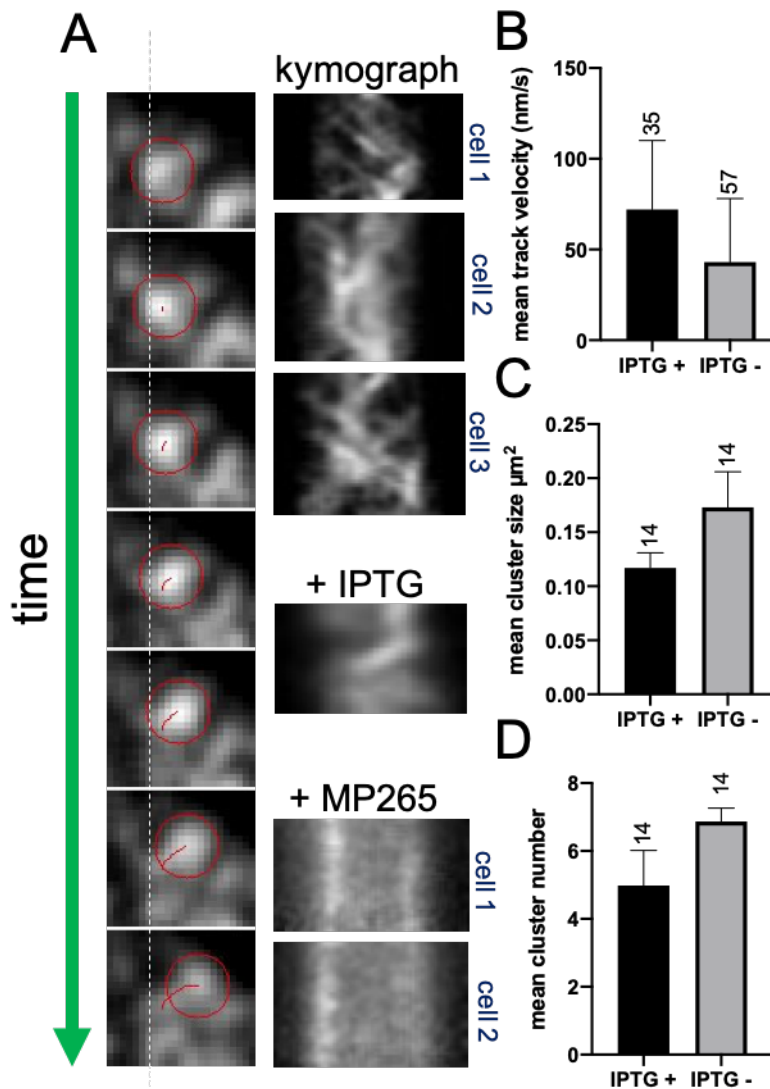 A
kymograph
time
cell 1
cell 2
cell 3
+ IPTG
+ MP265
cell 1
cell 2
B
mean track velocity (nm/s)
150
100
50
0
35
57
IPTG +
IPTG -
C
mean cluster size µm²
0.25
0.20
0.15
0.10
0.05
0.00
14
14
IPTG +
IPTG -
D
mean cluster number
8
6
4
2
0
14
14
IPTG +
IPTG -